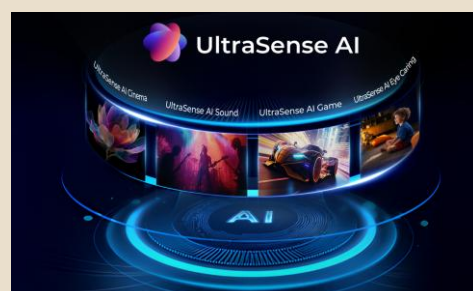 UltraSense AI
UltraSense AI Cinema
UltraSense AI Sound
UltraSense AI Game
UltraSense AI Eye Caring
AI